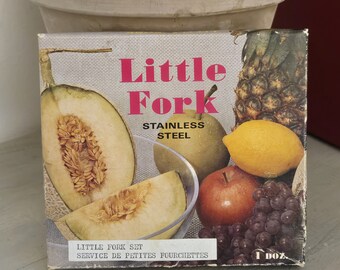 Little
Fork
STAINLESS
STEEL
LITTLE FORK SET
SERVICE DE PETITES FOURCHETTES
1 DOZ.